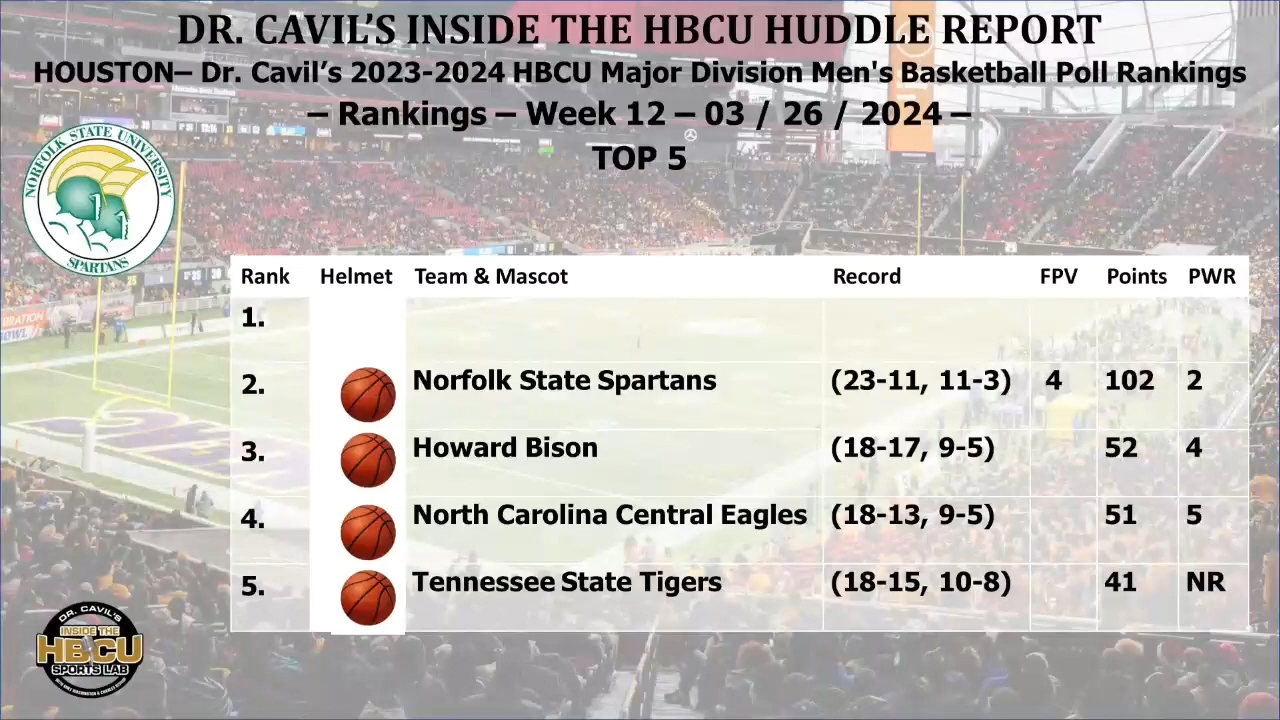 DR. CAVIL’S INSIDE THE HBCU HUDDLE REPORT
HOUSTON– Dr. Cavil’s 2023-2024 HBCU Major Division Men's Basketball Poll Rankings
– Rankings – Week 12 – 03 / 26 / 2024 –
TOP 5
NORFOLK STATE UNIVERSITY
SPARTANS
Rank Helmet Team & Mascot Record FPV Points PWR
1.
2. Norfolk State Spartans (23-11, 11-3) 4 102 2
3. Howard Bison (18-17, 9-5) 52 4
4. North Carolina Central Eagles (18-13, 9-5) 51 5
5. Tennessee State Tigers (18-15, 10-8) 41 NR
DR. CAVIL'S
INSIDE THE
HBCU
SPORTS LAB